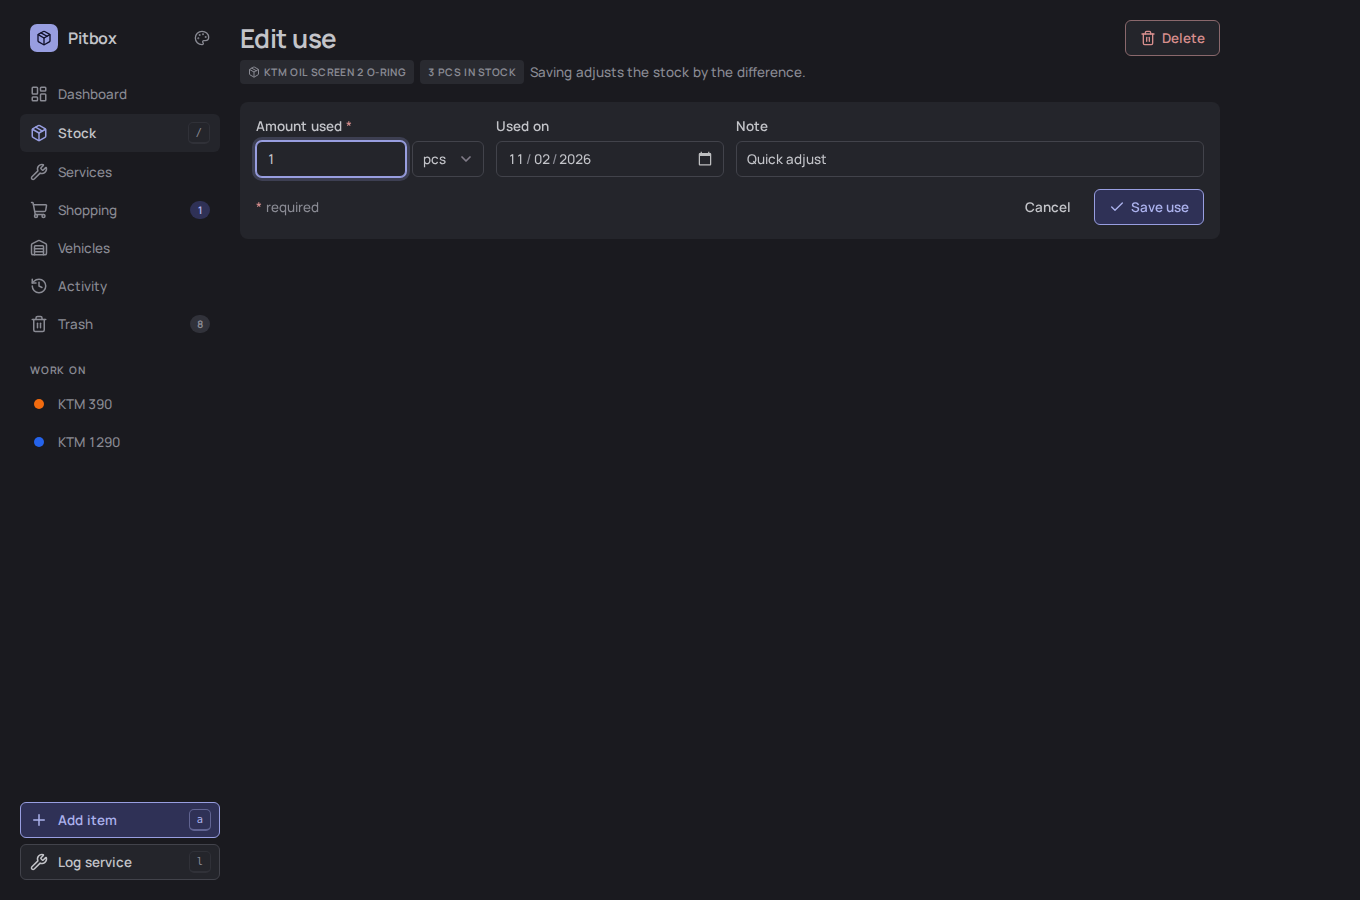 Pitbox
Dashboard
Stock /
Services
Shopping 1
Vehicles
Activity
Trash 8
WORK ON
KTM 390
KTM 1290
Add item a
Log service l
Edit use
Delete
KTM OIL SCREEN 2 O-RING 3 PCS IN STOCK Saving adjusts the stock by the difference.
Amount used * Used on Note
1 pcs 11/02/2026 Quick adjust
* required Cancel Save use